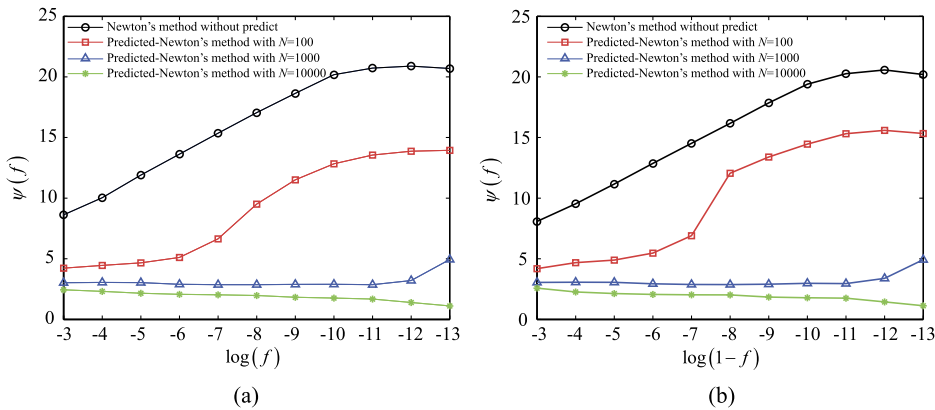 25
20
15
10
5
0
ψ(f)
Newton's method without predict
Predicted-Newton's method with N=100
Predicted-Newton's method with N=1000
Predicted-Newton's method with N=10000
-3 -4 -5 -6 -7 -8 -9 -10 -11 -12 -13
log(f)
(a)
25
20
15
10
5
0
ψ(f)
Newton's method without predict
Predicted-Newton's method with N=100
Predicted-Newton's method with N=1000
Predicted-Newton's method with N=10000
-3 -4 -5 -6 -7 -8 -9 -10 -11 -12 -13
log(1-f)
(b)